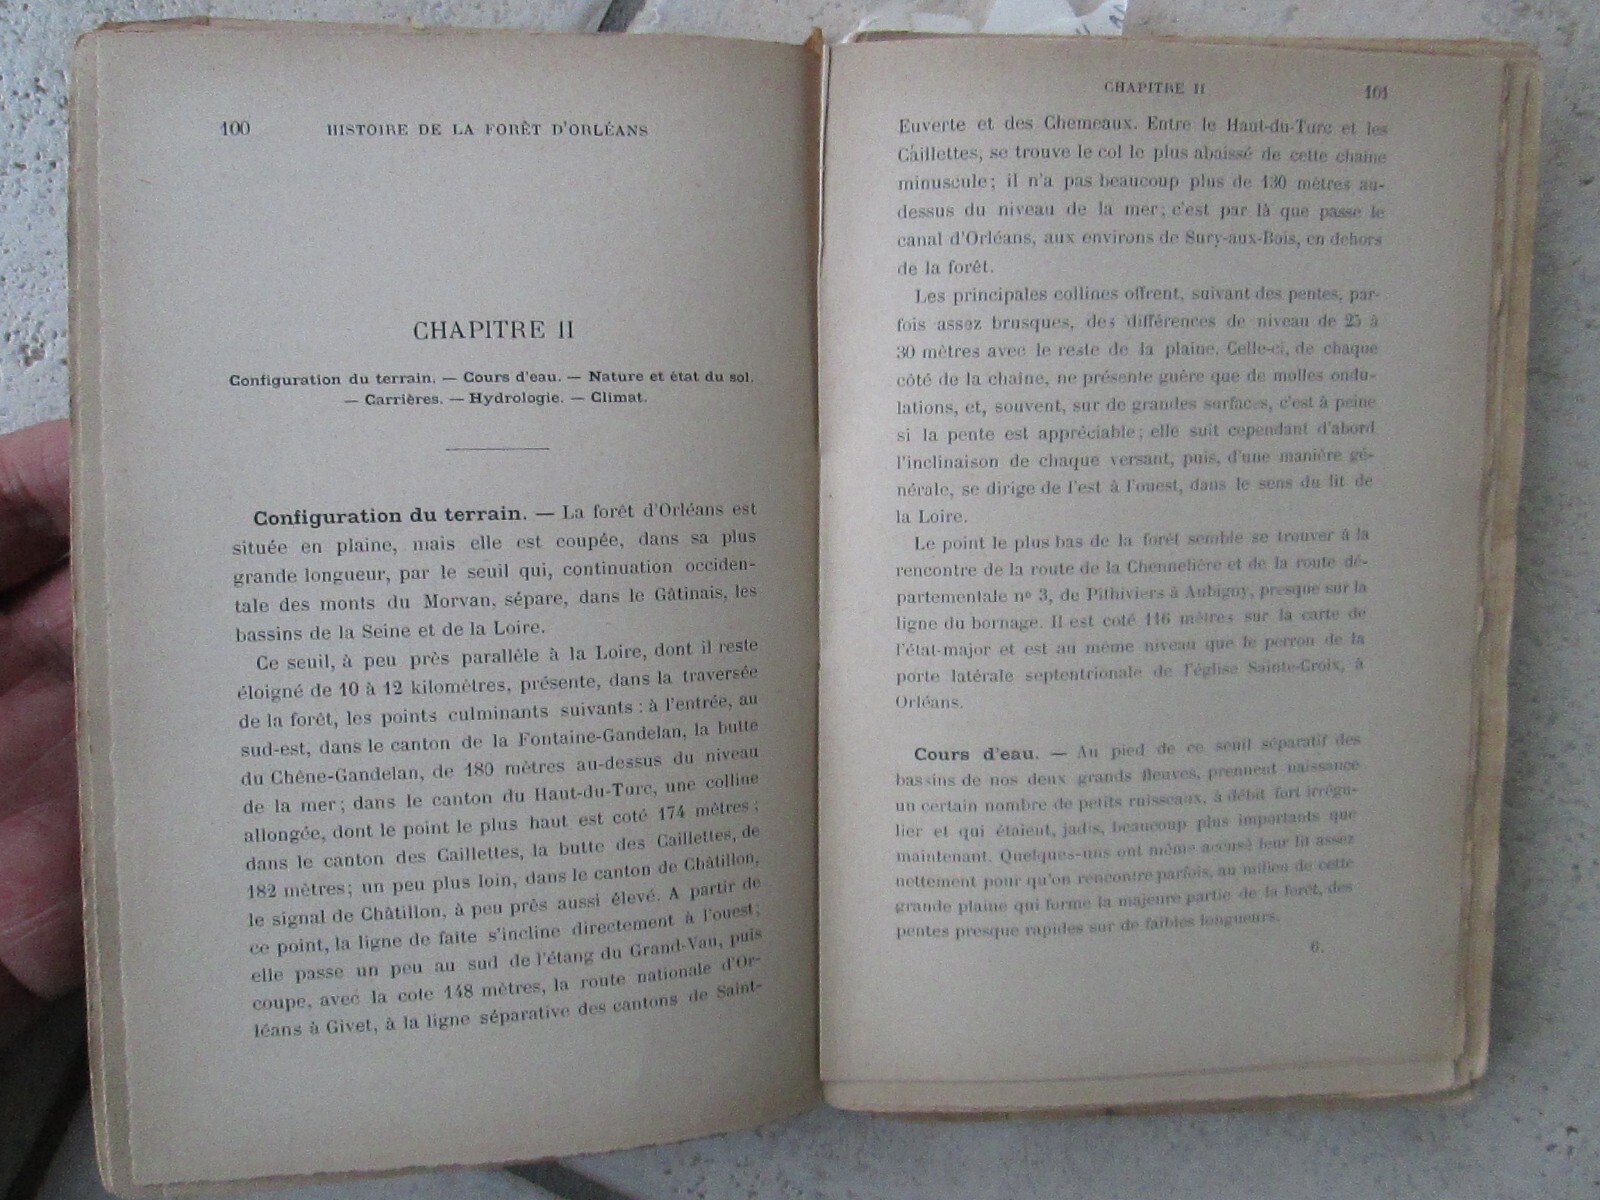 100 HISTOIRE DE LA FORÊT D'ORLÉANS
CHAPITRE II
Configuration du terrain. — Cours d'eau. — Nature et état du sol.
— Carrières. — Hydrologie. — Climat.
Configuration du terrain. — La forêt d'Orléans est
située en plaine, mais elle est coupée, dans sa plus
grande longueur, par le seuil qui, continuation occiden-
tale des monts du Morvan, sépare, dans le Gâtinais, les
bassins de la Seine et de la Loire.
Ce seuil, à peu près parallèle à la Loire, dont il reste
éloigné de 10 à 12 kilomètres, présente, dans la traversée
de la forêt, les points culminants suivants : à l'entrée, au
sud-est, dans le canton de la Fontaine-Gandelan, la butte
du Chêne-Gandelan, de 180 mètres au-dessus du niveau
de la mer ; dans le canton du Haut-du-Turc, une colline
allongée, dont le point le plus haut est coté 174 mètres ;
dans le canton des Caillettes, la butte des Caillettes, de
182 mètres ; un peu plus loin, dans le canton de Châtillon,
le signal de Châtillon, à peu près aussi élevé. A partir de
ce point, la ligne de faite s'incline directement à l'ouest ;
elle passe un peu au sud de l'étang du Grand-Vau, puis
coupe, avec la cote 148 mètres, la route nationale d'Or-
léans à Givet, à la ligne séparative des cantons de Saint-
CHAPITRE II 101
Euverte et des Chemeaux. Entre le Haut-du-Turc et les
Caillettes, se trouve le col le plus abaissé de cette chaîne
minuscule ; il n'a pas beaucoup plus de 130 mètres au-
dessus du niveau de la mer ; c'est par là que passe le
canal d'Orléans, aux environs de Sury-aux-Bois, en dehors
de la forêt.
Les principales collines offrent, suivant des pentes, par-
fois assez brusques, des différences de niveau de 25 à
30 mètres avec le reste de la plaine. Celle-ci, de chaque
côté de la chaîne, ne présente guère que de molles ondu-
lations, et, souvent, sur de grandes surfaces, c'est à peine
si la pente est appréciable ; elle suit cependant d'abord
l'inclinaison de chaque versant, puis, d'une manière gé-
nérale, se dirige de l'est à l'ouest, dans le sens du lit de
la Loire.
Le point le plus bas de la forêt semble se trouver à la
rencontre de la route de la Chennelière et de la route dé-
partementale nº 3, de Pithiviers à Aubigny, presque sur la
ligne du bornage. Il est coté 116 mètres sur la carte de
l'état-major et est au même niveau que le perron de la
porte latérale septentrionale de l'église Sainte-Croix, à
Orléans.
Cours d'eau. — Au pied de ce seuil séparatif des
bassins de nos deux grands fleuves, prennent naissance
un certain nombre de petits ruisseaux, à débit fort irrégu-
lier et qui étaient, jadis, beaucoup plus importants que
maintenant. Quelques-uns ont même accusé leur lit assez
nettement pour qu'on rencontre parfois, au milieu de cette
grande plaine qui forme la majeure partie de la forêt, des
pentes presque rapides sur de faibles longueurs.
6.